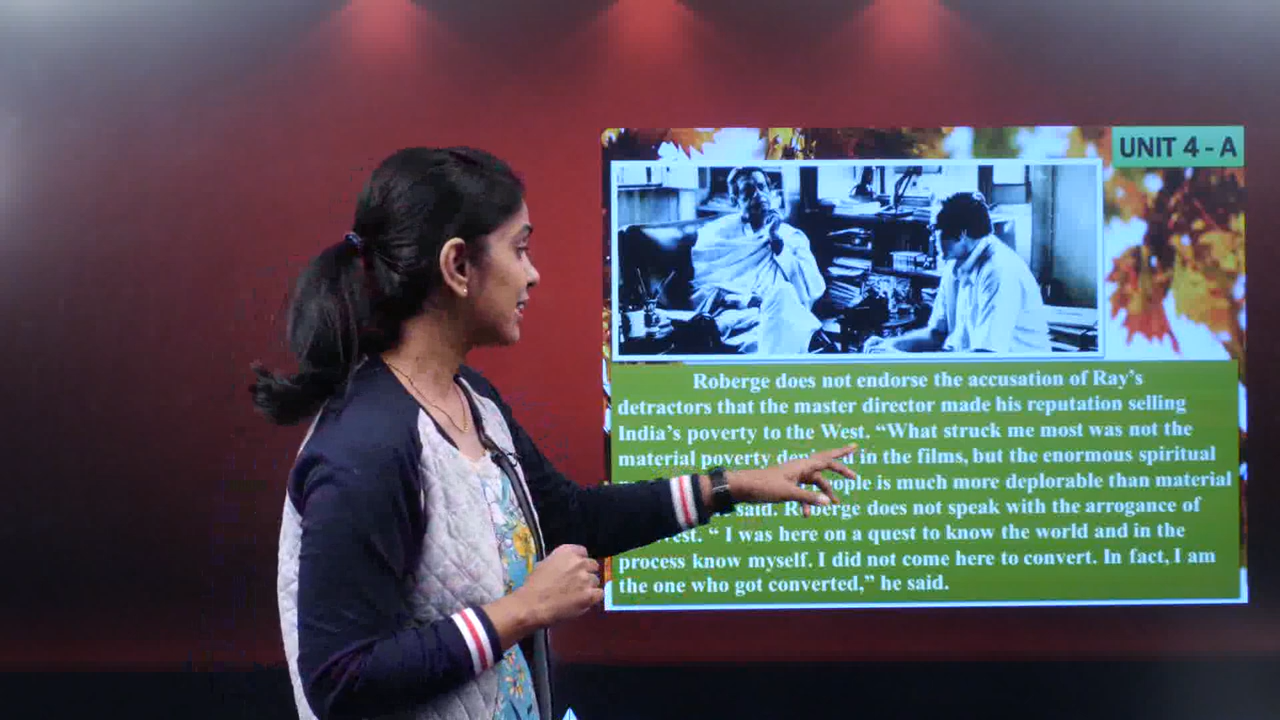 UNIT 4 - A
Roberge does not endorse the accusation of Ray's
detractors that the master director made his reputation selling
India's poverty to the West. “What struck me most was not the
material poverty in the films, but the enormous spiritual
is much more deplorable than material
said. Roberge does not speak with the arrogance of
“ I was here on a quest to know the world and in the
process know myself. I did not come here to convert. In fact, I am
the one who got converted,” he said.